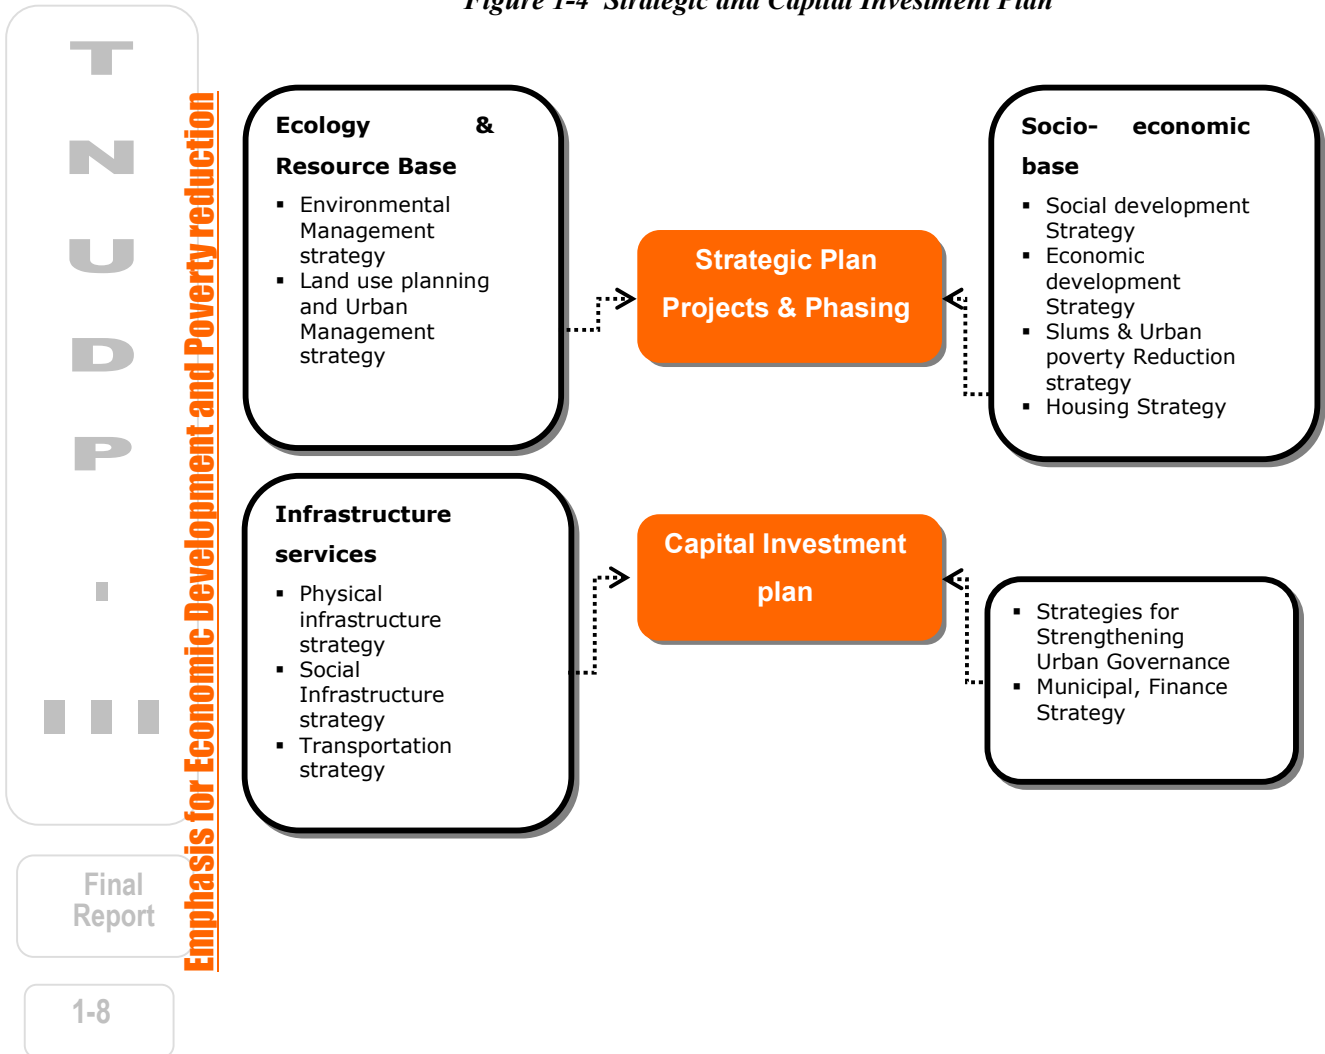 Figure 1-4  Strategic and Capital Investment Plan
T
N
U
D
P
-
III
Final
Report
1-8
Emphasis for Economic Development and Poverty reduction
Ecology &
Resource Base
▪ Environmental
Management
strategy
▪ Land use planning
and Urban
Management
strategy
Strategic Plan
Projects & Phasing
Socio- economic
base
▪ Social development
Strategy
▪ Economic
development
Strategy
▪ Slums & Urban
poverty Reduction
strategy
▪ Housing Strategy
Infrastructure
services
▪ Physical
infrastructure
strategy
▪ Social
Infrastructure
strategy
▪ Transportation
strategy
Capital Investment
plan
▪ Strategies for
Strengthening
Urban Governance
▪ Municipal, Finance
Strategy